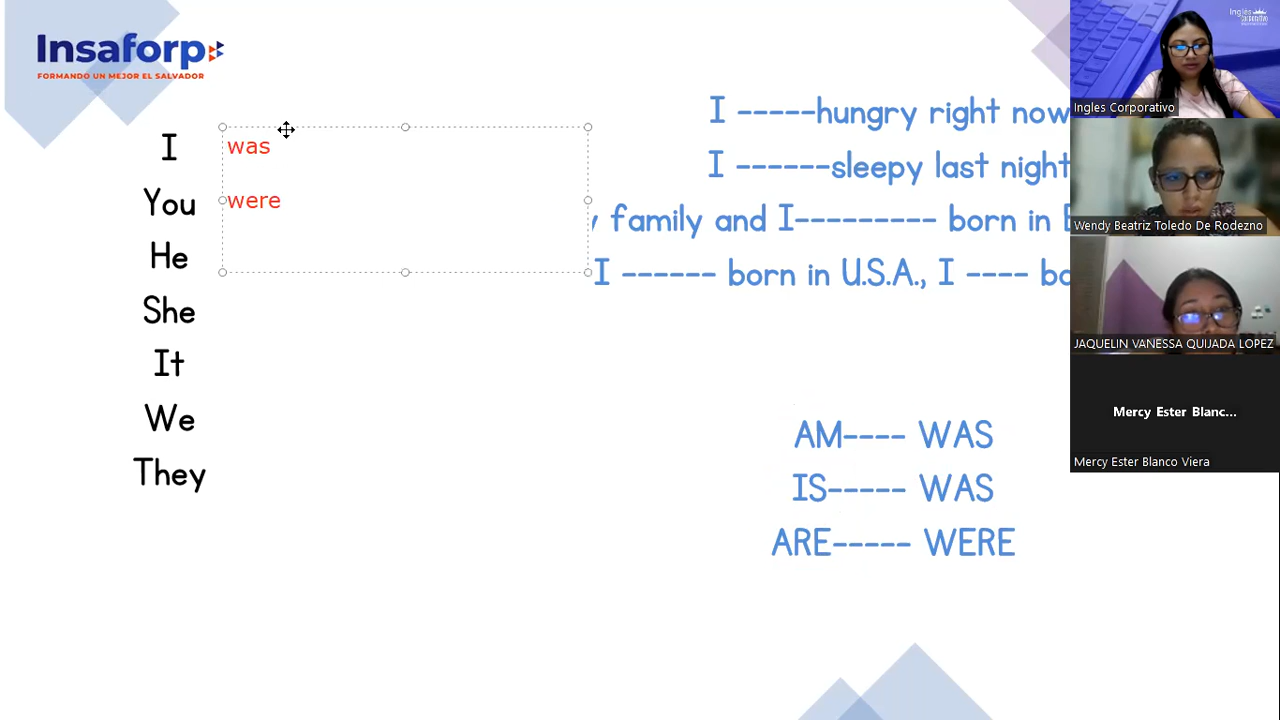 Insaforp
FORMANDO UN MEJOR EL SALVADOR
I
You
He
She
It
We
They
was
were
I -----hungry right now
I ------sleepy last night
family and I--------- born in
I ------ born in U.S.A., I ----
AM---- WAS
IS----- WAS
ARE----- WERE
Ingles Corporativo
Wendy Beatriz Toledo De Rodezno
JAQUELIN VANESSA QUIJADA LOPEZ
Mercy Ester Blanc...
Mercy Ester Blanco Viera